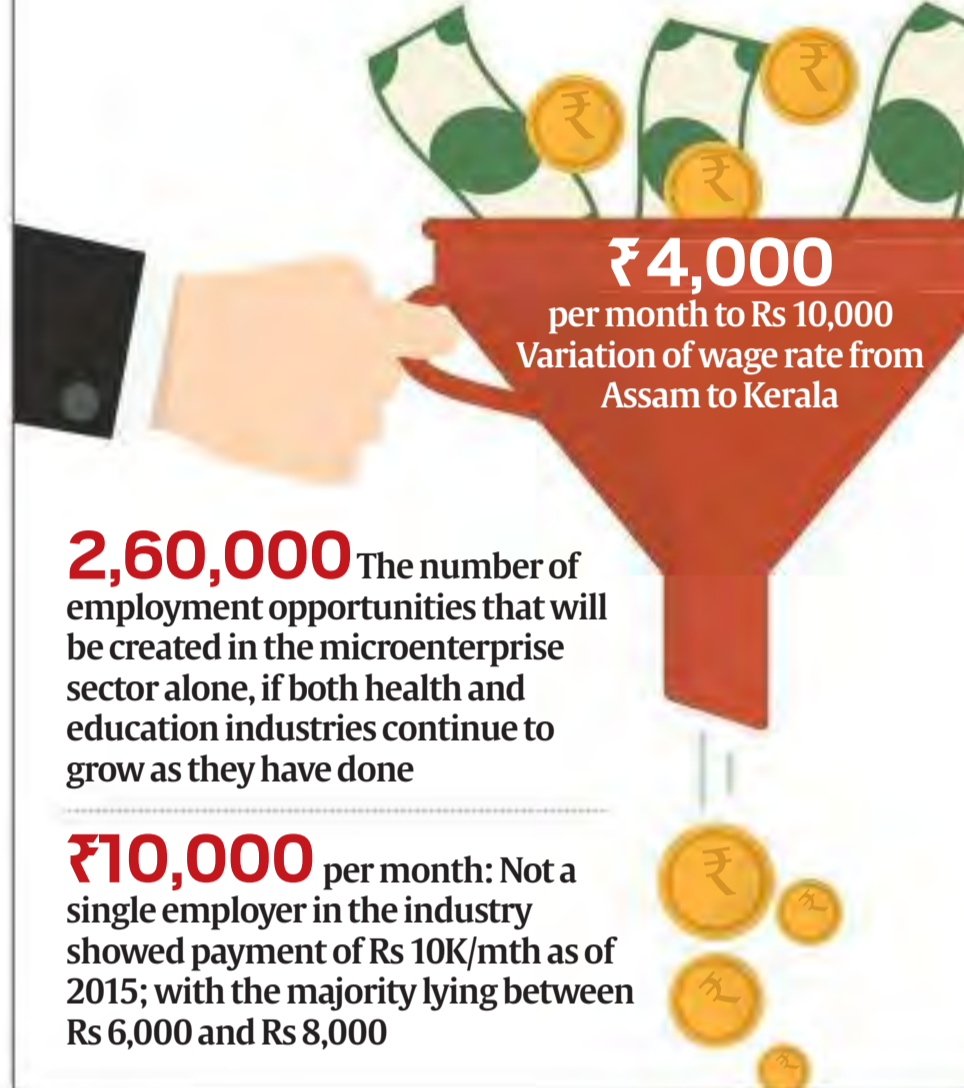 ₹4,000
per month to Rs 10,000
Variation of wage rate from
Assam to Kerala
2,60,000 The number of
employment opportunities that will
be created in the microenterprise
sector alone, if both health and
education industries continue to
grow as they have done
₹10,000 per month: Not a
single employer in the industry
showed payment of Rs 10K/mth as of
2015; with the majority lying between
Rs 6,000 and Rs 8,000
₹
₹
₹
₹
₹
₹
₹